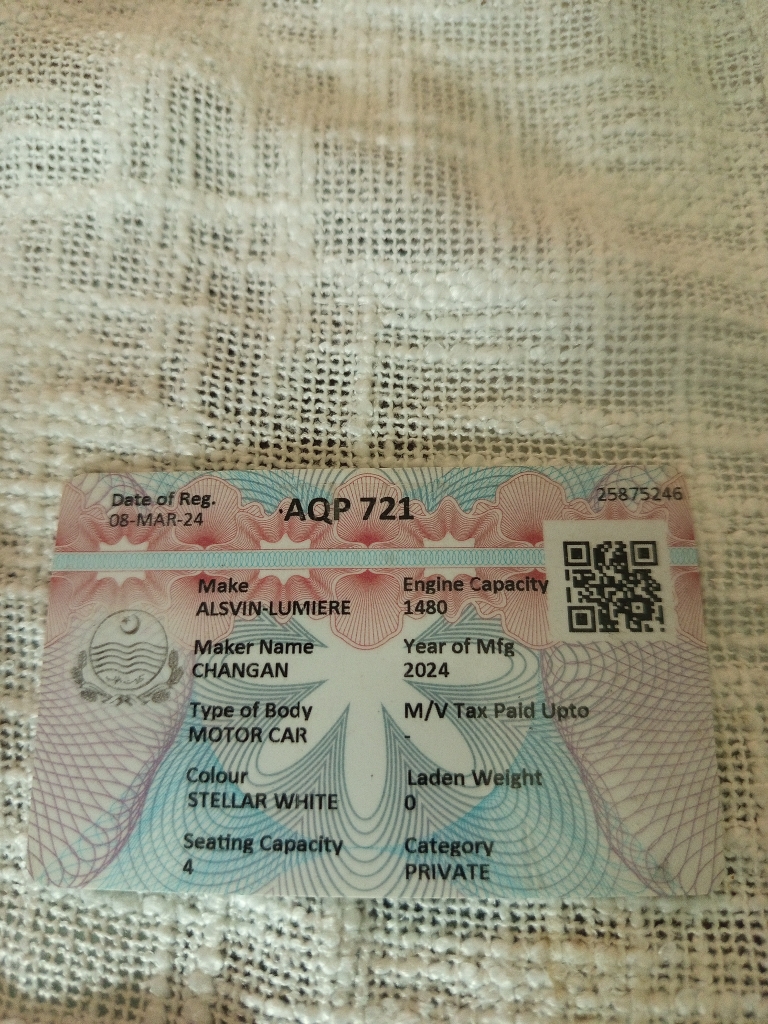 Date of Reg.
08-MAR-24
AQP 721
25875246
Make
ALSVIN-LUMIERE
Engine Capacity
1480
Maker Name
CHANGAN
Year of Mfg
2024
Type of Body
MOTOR CAR
M/V Tax Paid Upto
-
Colour
STELLAR WHITE
Laden Weight
0
Seating Capacity
4
Category
PRIVATE